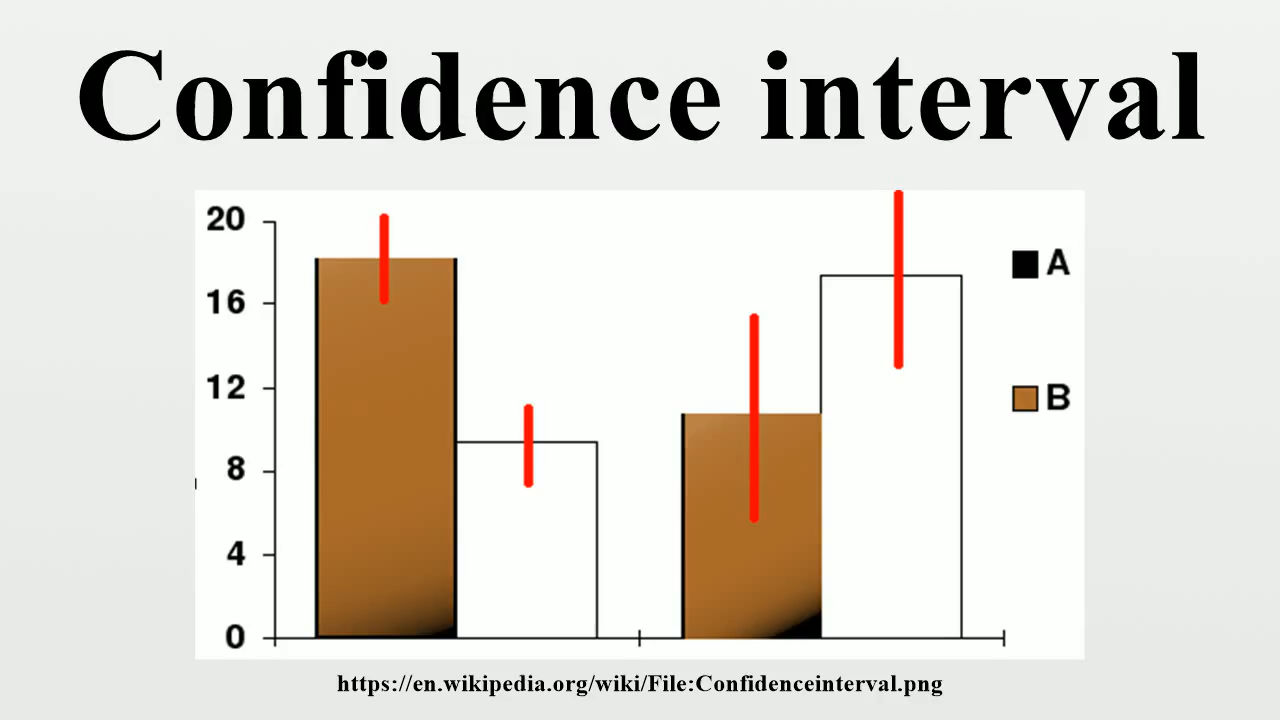 Confidence interval
20
16
12
8
4
0
A
B
https://en.wikipedia.org/wiki/File:Confidenceinterval.png